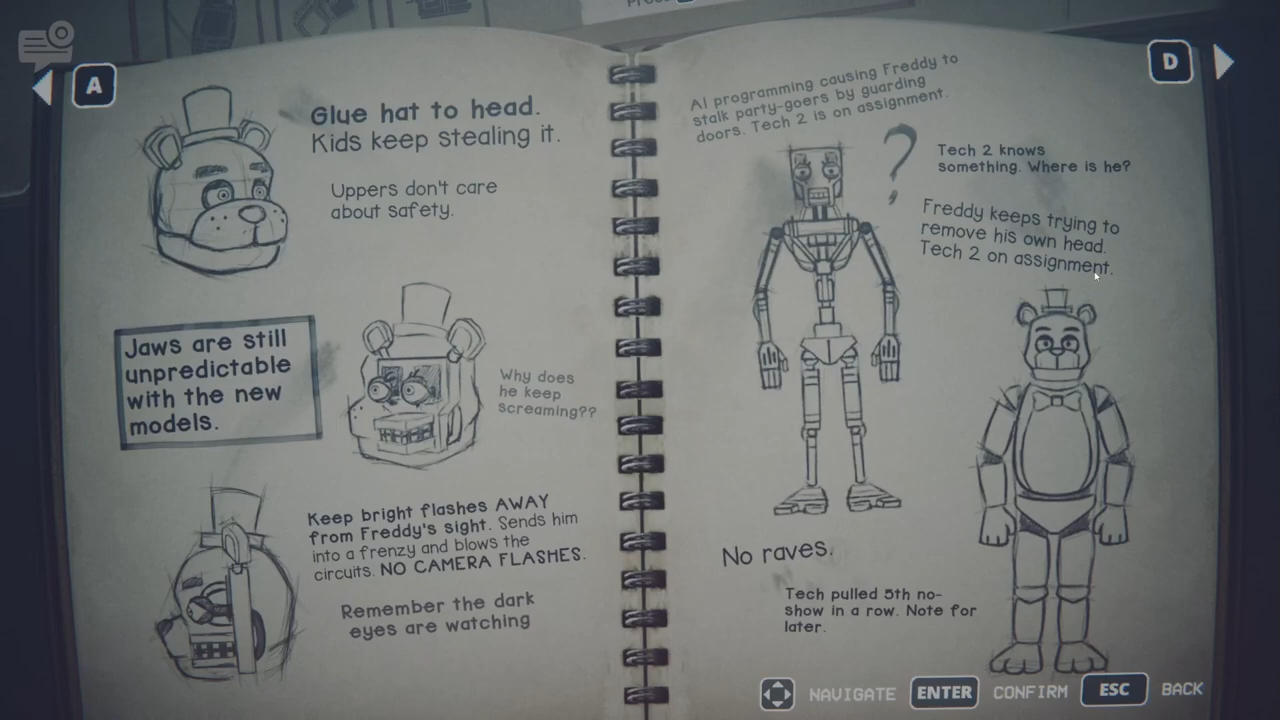 A
D
Glue hat to head.
Kids keep stealing it.
Uppers don't care
about safety.
Jaws are still
unpredictable
with the new
models.
Why does
he keep
screaming??
Keep bright flashes AWAY
from Freddy's sight. Sends him
into a frenzy and blows the
circuits. NO CAMERA FLASHES.
Remember the dark
eyes are watching
AI programming causing Freddy to
stalk party-goers by guarding
doors. Tech 2 is on assignment.
?
Tech 2 knows
something. Where is he?
Freddy keeps trying to
remove his own head.
Tech 2 on assignment.
No raves.
Tech pulled 5th no-
show in a row. Note for
later.
NAVIGATE ENTER CONFIRM ESC BACK